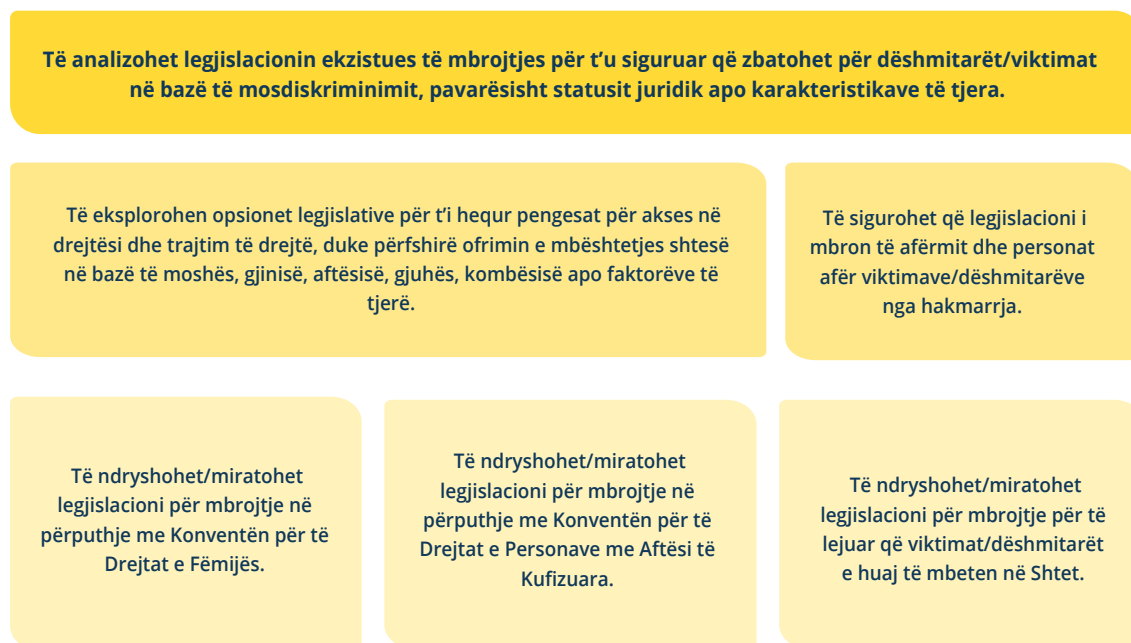 Të analizohet legjislacionin ekzistues të mbrojtjes për t’u siguruar që zbatohet për dëshmitarët/viktimat
në bazë të mosdiskriminimit, pavarësisht statusit juridik apo karakteristikave të tjera.
Të eksplorohen opsionet legjislative për t’i hequr pengesat për akses në
drejtësi dhe trajtim të drejtë, duke përfshirë ofrimin e mbështetjes shtesë
në bazë të moshës, gjinisë, aftësisë, gjuhës, kombësisë apo faktorëve të
tjerë.
Të sigurohet që legjislacioni i
mbron të afërmit dhe personat
afër viktimave/dëshmitarëve
nga hakmarrja.
Të ndryshohet/miratohet
legjislacioni për mbrojtje në
përputhje me Konventën për të
Drejtat e Fëmijës.
Të ndryshohet/miratohet
legjislacioni për mbrojtje në
përputhje me Konventën për të
Drejtat e Personave me Aftësi të
Kufizuara.
Të ndryshohet/miratohet
legjislacioni për mbrojtje për të
lejuar që viktimat/dëshmitarët
e huaj të mbeten në Shtet.